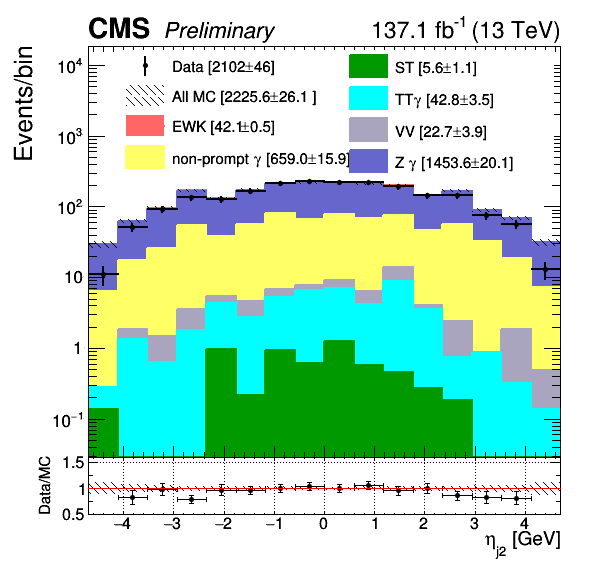 CMS Preliminary 137.1 fb⁻¹ (13 TeV)
Events/bin
10⁴
10³
10²
10
1
10⁻¹
Data [2102±46]
All MC [2225.6±26.1 ]
EWK [42.1±0.5]
non-prompt γ [659.0±15.9]
ST [5.6±1.1]
TTγ [42.8±3.5]
VV [22.7±3.9]
Z γ [1453.6±20.1]
Data/MC
1.5
1
0.5
−4 −3 −2 −1 0 1 2 3 4
η_j2 [GeV]